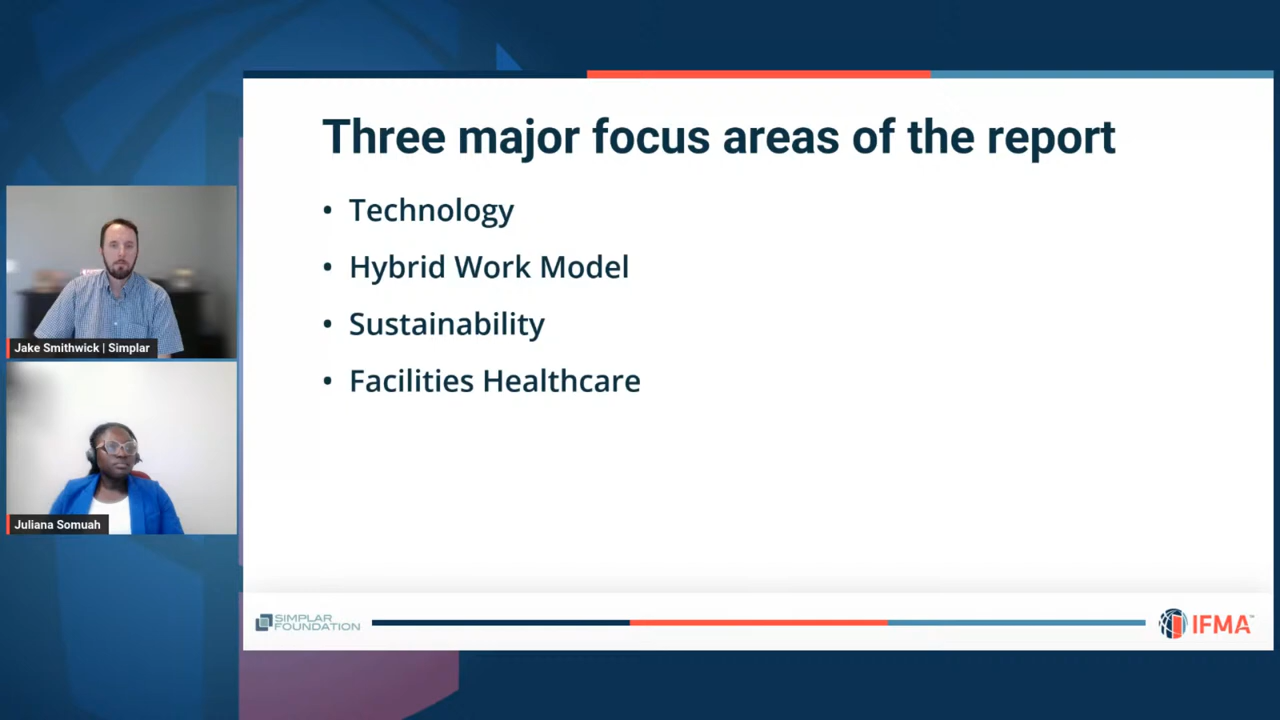 Three major focus areas of the report
• Technology
• Hybrid Work Model
• Sustainability
• Facilities Healthcare
Jake Smithwick | Simplar
Juliana Somuah
SIMPLAR
FOUNDATION
IFMA™